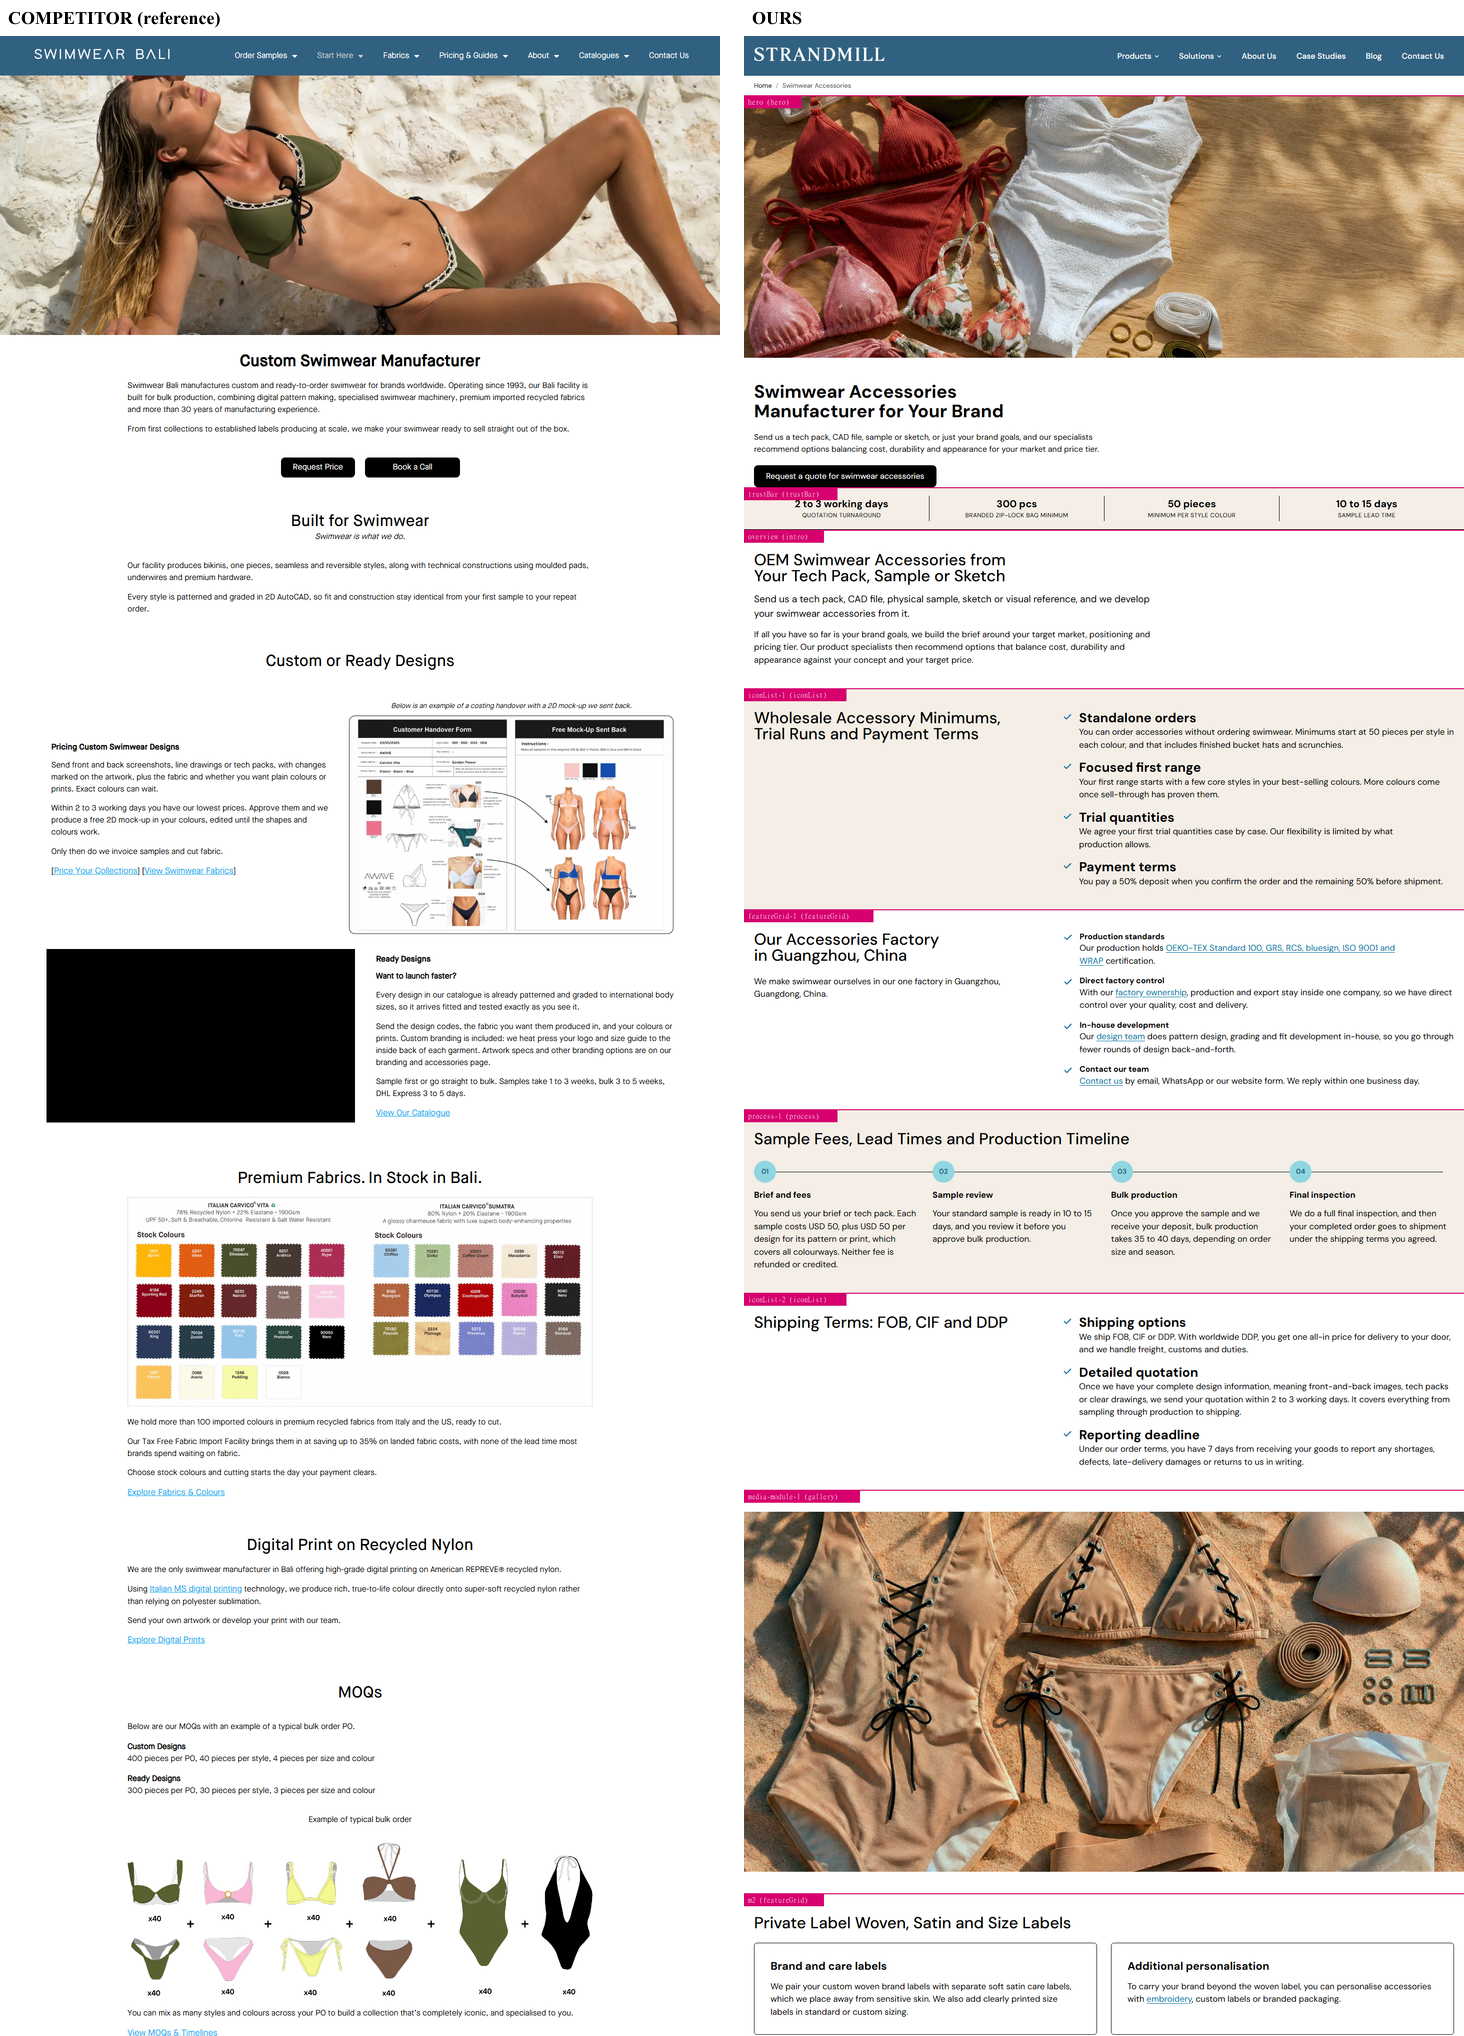 COMPETITOR (reference)
SWIMWEAR BALI
Order Samples
Start Here
Fabrics
Pricing & Guides
About
Catalogues
Contact Us
Custom Swimwear Manufacturer
Swimwear Bali manufactures custom and ready-to-order swimwear for brands worldwide. Operating since 1993, our Bali facility is
built for bulk production, combining digital pattern making, specialised swimwear machinery, premium imported recycled fabrics
and more than 30 years of manufacturing experience.
From first collections to established labels producing at scale, we make your swimwear ready to sell straight out of the box.
Request Price
Book a Call
Built for Swimwear
Swimwear is what we do.
Our facility produces bikinis, one pieces, seamless and reversible styles, along with technical constructions using moulded pads,
underwires and premium hardware.
Every style is patterned and graded in 2D AutoCAD, so fit and construction stay identical from your first sample to your repeat
order.
Custom or Ready Designs
Below is an example of a costing handover with a 2D mock-up we sent back.
Customer Handover Form
Free Mock-Up Sent Back
Instructions -
AWAVE
Pricing Custom Swimwear Designs
Send front and back screenshots, line drawings or tech packs, with changes
marked on the artwork, plus the fabric and whether you want plain colours or
prints. Exact colours can wait.
Within 2 to 3 working days you have our lowest prices. Approve them and we
produce a free 2D mock-up in your colours, edited until the shapes and
colours work.
Only then do we invoice samples and cut fabric.
[Price Your Collections] [View Swimwear Fabrics]
Ready Designs
Want to launch faster?
Every design in our catalogue is already patterned and graded to international body
sizes, so it arrives fitted and tested exactly as you see it.
Send the design codes, the fabric you want them produced in, and your colours or
prints. Custom branding is included: we heat press your logo and size guide to the
inside back of each garment. Artwork specs and other branding options are on our
branding and accessories page.
Sample first or go straight to bulk. Samples take 1 to 3 weeks, bulk 3 to 5 weeks,
DHL Express 3 to 5 days.
View Our Catalogue
Premium Fabrics. In Stock in Bali.
ITALIAN CARVICO® VITA
78% Recycled Nylon • 22% Elastane • 190Gsm
UPF 50+, Soft & Breathable, Chlorine Resistant & Salt Water Resistant
Stock Colours
ITALIAN CARVICO® SUMATRA
80% Nylon • 20% Elastane • 190Gsm
A glossy charmeuse fabric with luxe superb body-enhancing properties
Stock Colours
We hold more than 100 imported colours in premium recycled fabrics from Italy and the US, ready to cut.
Our Tax Free Fabric Import Facility brings them in at saving up to 35% on landed fabric costs, with none of the lead time most
brands spend waiting on fabric.
Choose stock colours and cutting starts the day your payment clears.
Explore Fabrics & Colours
Digital Print on Recycled Nylon
We are the only swimwear manufacturer in Bali offering high-grade digital printing on American REPREVE® recycled nylon.
Using Italian MS digital printing technology, we produce rich, true-to-life colour directly onto super-soft recycled nylon rather
than relying on polyester sublimation.
Send your own artwork or develop your print with our team.
Explore Digital Prints
MOQs
Below are our MOQs with an example of a typical bulk order PO.
Custom Designs
400 pieces per PO, 40 pieces per style, 4 pieces per size and colour
Ready Designs
300 pieces per PO, 30 pieces per style, 3 pieces per size and colour
Example of typical bulk order
x40 + x40 + x40 + x40 + +
x40 x40 x40 x40 x40 x40
You can mix as many styles and colours across your PO to build a collection that's completely iconic, and specialised to you.
View MOQs & Timelines
OURS
STRANDMILL
Products
Solutions
About Us
Case Studies
Blog
Contact Us
Home / Swimwear Accessories
hero (hero)
Swimwear Accessories
Manufacturer for Your Brand
Send us a tech pack, CAD file, sample or sketch, or just your brand goals, and our specialists
recommend options balancing cost, durability and appearance for your market and price tier.
Request a quote for swimwear accessories
trustBar (trustBar)
2 to 3 working days
QUOTATION TURNAROUND
300 pcs
BRANDED ZIP-LOCK BAG MINIMUM
50 pieces
MINIMUM PER STYLE COLOUR
10 to 15 days
SAMPLE LEAD TIME
overview (intro)
OEM Swimwear Accessories from
Your Tech Pack, Sample or Sketch
Send us a tech pack, CAD file, physical sample, sketch or visual reference, and we develop
your swimwear accessories from it.
If all you have so far is your brand goals, we build the brief around your target market, positioning and
pricing tier. Our product specialists then recommend options that balance cost, durability and
appearance against your concept and your target price.
iconList-1 (iconList)
Wholesale Accessory Minimums,
Trial Runs and Payment Terms
Standalone orders
You can order accessories without ordering swimwear. Minimums start at 50 pieces per style in
each colour, and that includes finished bucket hats and scrunchies.
Focused first range
Your first range starts with a few core styles in your best-selling colours. More colours come
once sell-through has proven them.
Trial quantities
We agree your first trial quantities case by case. Our flexibility is limited by what
production allows.
Payment terms
You pay a 50% deposit when you confirm the order and the remaining 50% before shipment.
featureGrid-1 (featureGrid)
Our Accessories Factory
in Guangzhou, China
We make swimwear ourselves in our one factory in Guangzhou,
Guangdong, China.
Production standards
Our production holds OEKO-TEX Standard 100, GRS, RCS, bluesign, ISO 9001 and
WRAP certification.
Direct factory control
With our factory ownership, production and export stay inside one company, so we have direct
control over your quality, cost and delivery.
In-house development
Our design team does pattern design, grading and fit development in-house, so you go through
fewer rounds of design back-and-forth.
Contact our team
Contact us by email, WhatsApp or our website form. We reply within one business day.
process-1 (process)
Sample Fees, Lead Times and Production Timeline
01
02
03
04
Brief and fees
You send us your brief or tech pack. Each
sample costs USD 50, plus USD 50 per
design for its pattern or print, which
covers all colourways. Neither fee is
refunded or credited.
Sample review
Your standard sample is ready in 10 to 15
days, and you review it before you
approve bulk production.
Bulk production
Once you approve the sample and we
receive your deposit, bulk production
takes 35 to 40 days, depending on order
size and season.
Final inspection
We do a full final inspection, and then
your completed order goes to shipment
under the shipping terms you agreed.
iconList-2 (iconList)
Shipping Terms: FOB, CIF and DDP
Shipping options
We ship FOB, CIF or DDP. With worldwide DDP, you get one all-in price for delivery to your door,
and we handle freight, customs and duties.
Detailed quotation
Once we have your complete design information, meaning front-and-back images, tech packs
or clear drawings, we send your quotation within 2 to 3 working days. It covers everything from
sampling through production to shipping.
Reporting deadline
Under our order terms, you have 7 days from receiving your goods to report any shortages,
defects, late-delivery damages or returns to us in writing.
media-module-1 (gallery)
m2 (featureGrid)
Private Label Woven, Satin and Size Labels
Brand and care labels
We pair your custom woven brand labels with separate soft satin care labels,
which we place away from sensitive skin. We also add clearly printed size
labels in standard or custom sizing.
Additional personalisation
To carry your brand beyond the woven label, you can personalise accessories
with embroidery, custom labels or branded packaging.